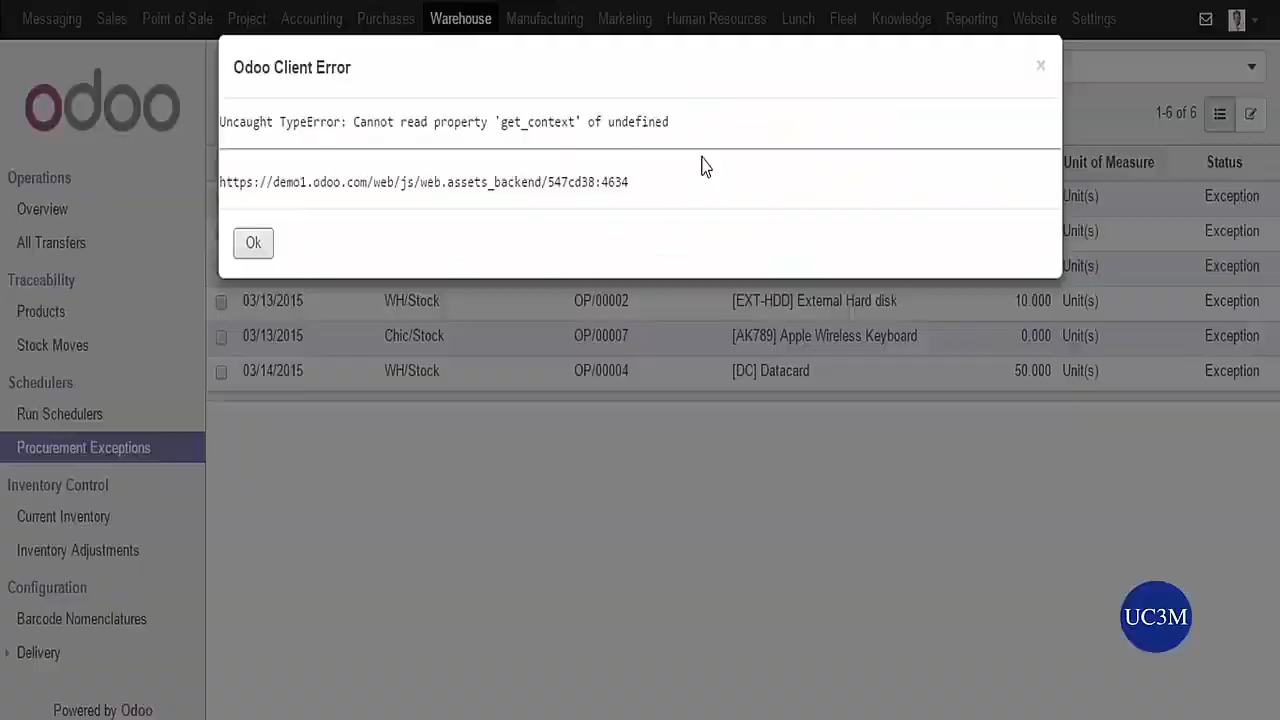 Messaging Sales Point of Sale Project Accounting Purchases Warehouse Manufacturing Marketing Human Resources Lunch Fleet Knowledge Reporting Website Settings
odoo
Operations
Overview
All Transfers
Traceability
Products
Stock Moves
Schedulers
Run Schedulers
Procurement Exceptions
Inventory Control
Current Inventory
Inventory Adjustments
Configuration
Barcode Nomenclatures
Delivery
Powered by Odoo
Odoo Client Error ×
Uncaught TypeError: Cannot read property 'get_context' of undefined
https://demo1.odoo.com/web/js/web.assets_backend/547cd38:4634
Ok
1-6 of 6
Unit of Measure Status
Unit(s) Exception
Unit(s) Exception
Unit(s) Exception
03/13/2015 WH/Stock OP/00002 [EXT-HDD] External Hard disk 10.000 Unit(s) Exception
03/13/2015 Chic/Stock OP/00007 [AK789] Apple Wireless Keyboard 0.000 Unit(s) Exception
03/14/2015 WH/Stock OP/00004 [DC] Datacard 50.000 Unit(s) Exception
UC3M